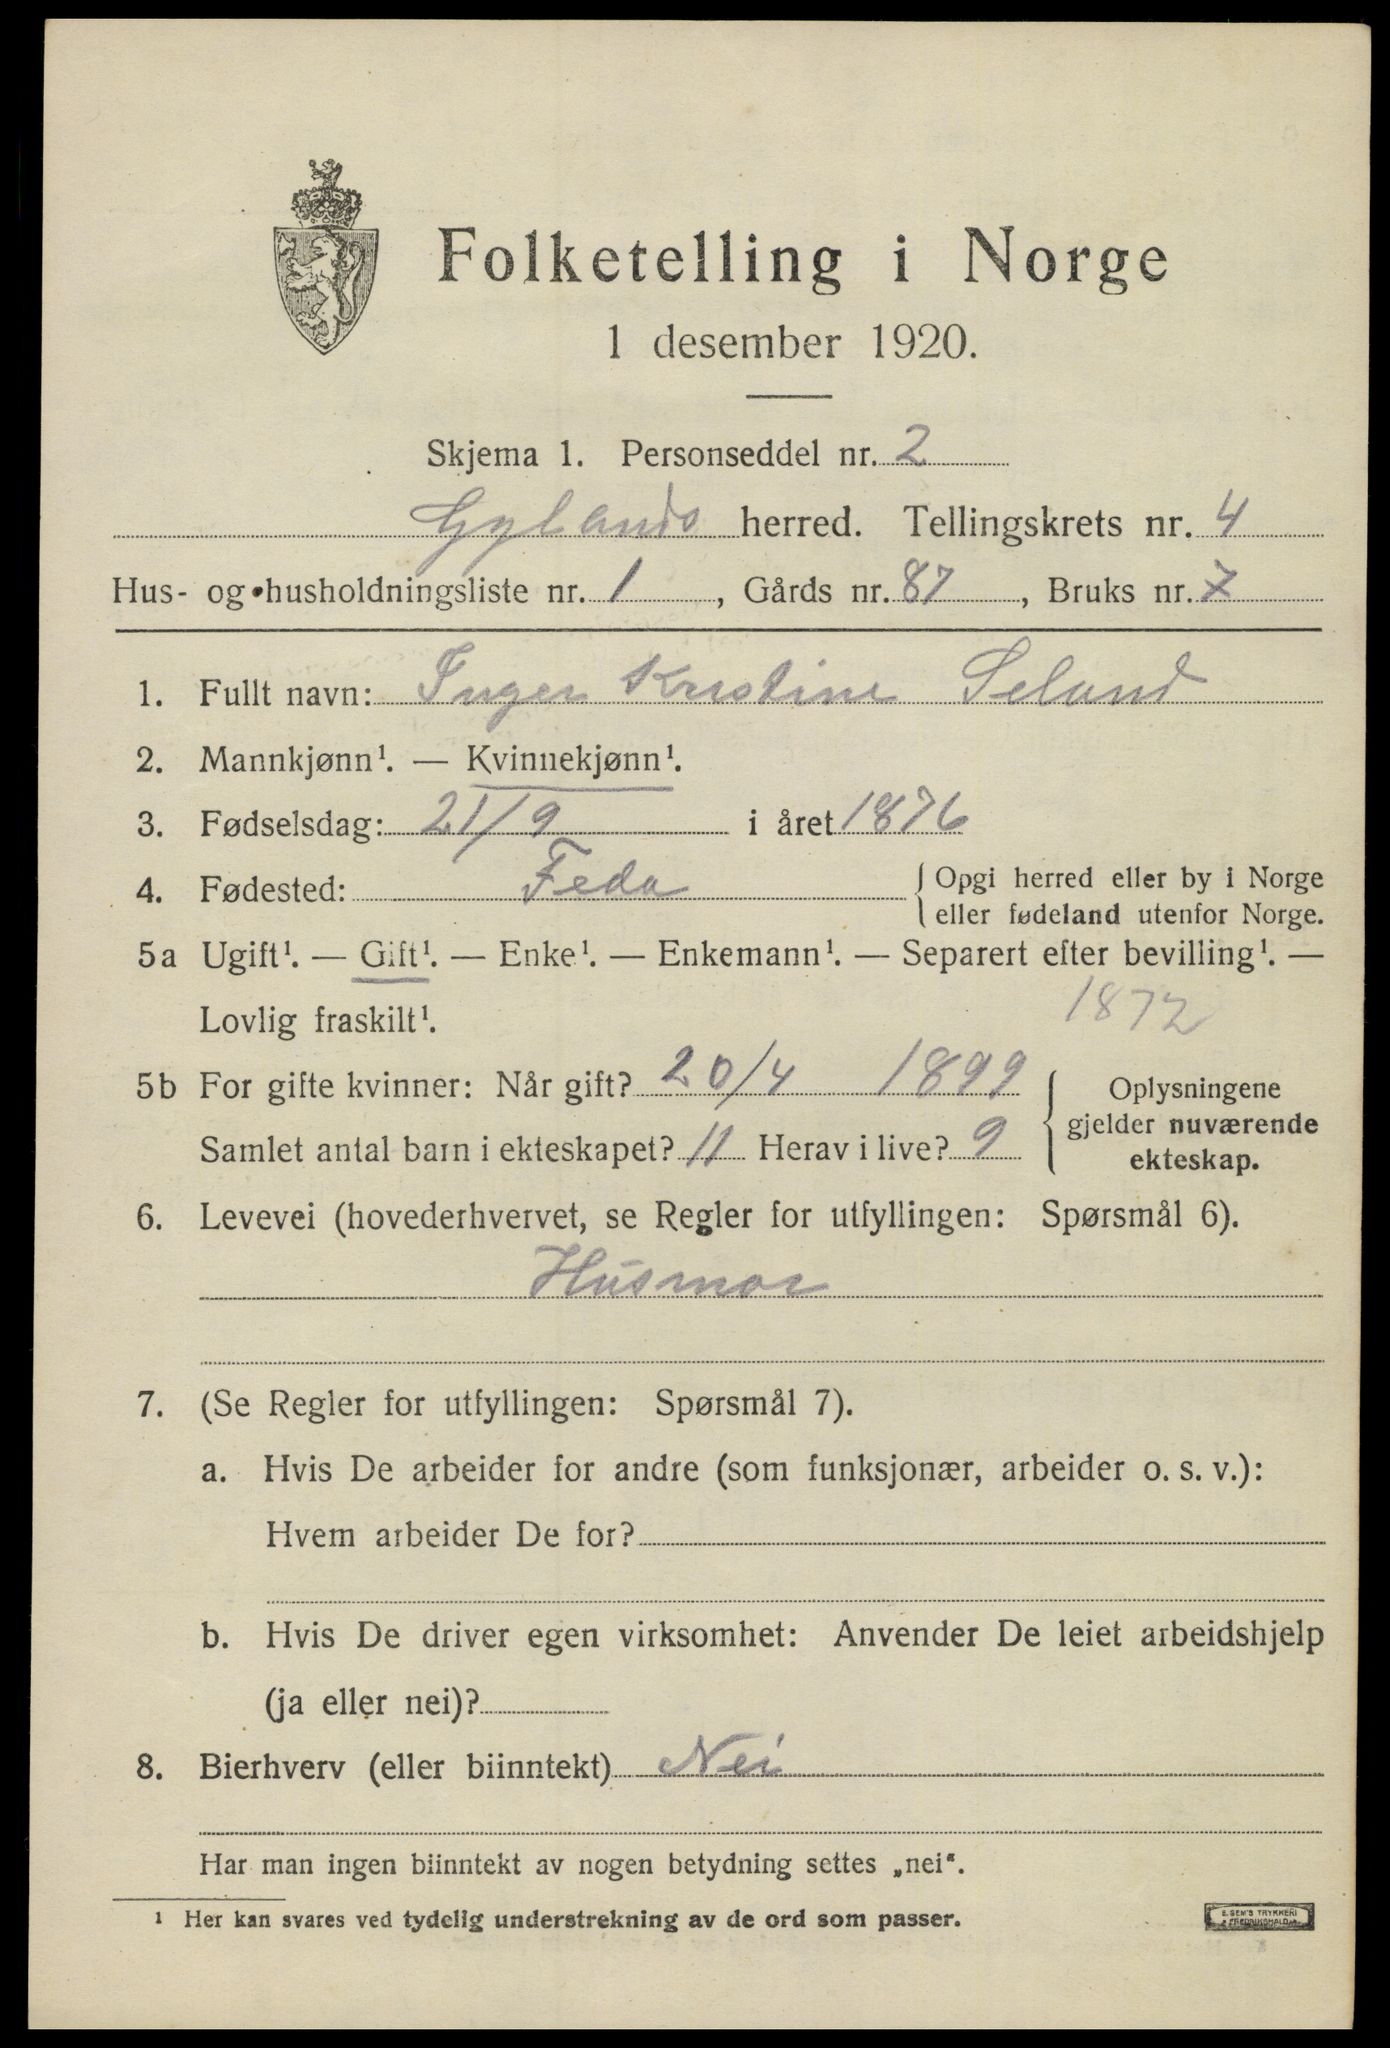 Folketelling i Norge
1 desember 1920.
Skjema 1. Personseddel nr. 2
Gylands herred. Tellingskrets nr. 4
Hus- og husholdningsliste nr. 1, Gårds nr. 87, Bruks nr. 7
1. Fullt navn: Inger Kristine Seland
2. Mannkjønn¹. — Kvinnekjønn¹.
3. Fødselsdag: 21/9 i året 1876
4. Fødested: Feda { Opgi herred eller by i Norge
eller fødeland utenfor Norge.
5a Ugift¹. — Gift¹. — Enke¹. — Enkemann¹. — Separert efter bevilling¹. —
Lovlig fraskilt¹. 1872
5b For gifte kvinner: Når gift? 20/4 1899 { Oplysningene
gjelder nuværende
Samlet antal barn i ekteskapet? 11 Herav i live? 9 ekteskap.
6. Levevei (hovederhvervet, se Regler for utfyllingen: Spørsmål 6).
Husmor
7. (Se Regler for utfyllingen: Spørsmål 7).
a. Hvis De arbeider for andre (som funksjonær, arbeider o. s. v.):
Hvem arbeider De for?
b. Hvis De driver egen virksomhet: Anvender De leiet arbeidshjelp
(ja eller nei)?
8. Bierhverv (eller biinntekt) Nei
Har man ingen biinntekt av nogen betydning settes „nei“.
¹ Her kan svares ved tydelig understrekning av de ord som passer.
E. SEM'S TRYKKERI
FREDRIKSHALD